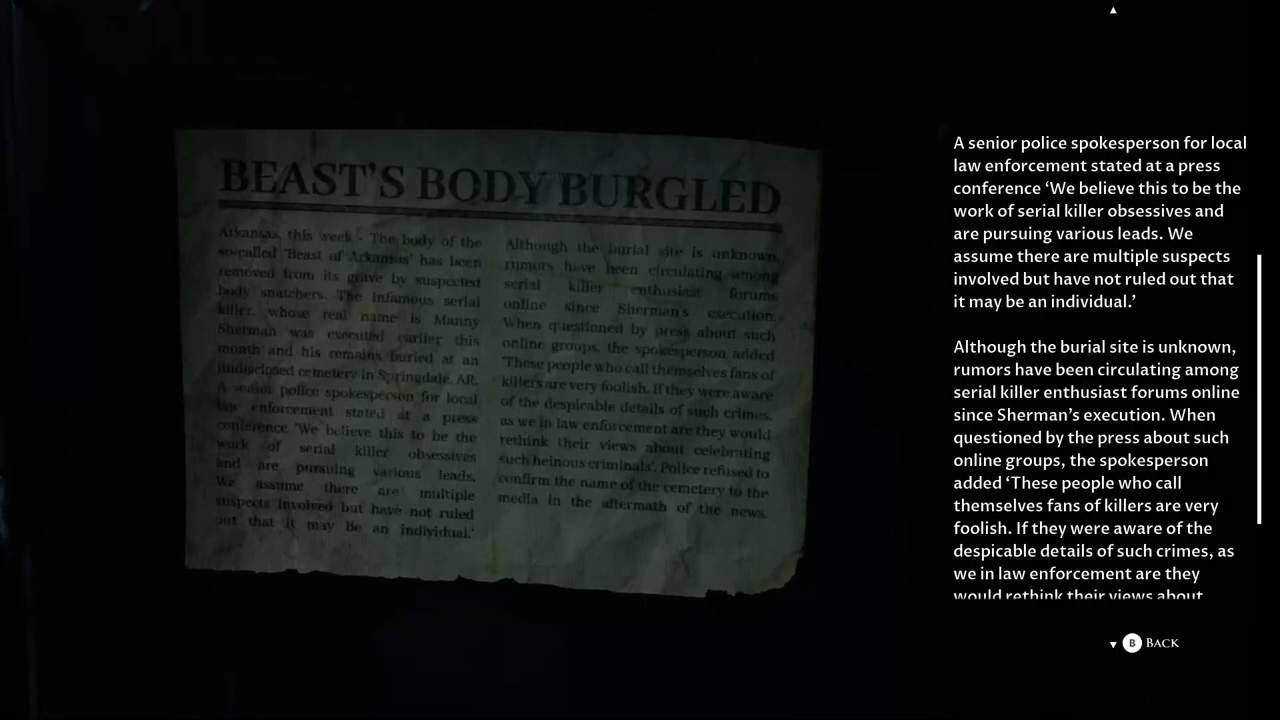 BEAST'S BODY BURGLED
Arkansas, this week - The body of the
so-called 'Beast of Arkansas' has been
removed from its grave by suspected
body snatchers. The infamous serial
killer, whose real name is Manny
Sherman was executed earlier this
month and his remains buried at an
undisclosed cemetery in Springdale, AR.
A senior police spokesperson for local
law enforcement stated at a press
conference 'We believe this to be the
work of serial killer obsessives
and are pursuing various leads.
We assume there are multiple
suspects involved but have not ruled
out that it may be an individual.'
Although the burial site is unknown,
rumors have been circulating among
serial killer enthusiast forums
online since Sherman's execution.
When questioned by press about such
online groups, the spokesperson added
'These people who call themselves fans of
killers are very foolish. If they were aware
of the despicable details of such crimes,
as we in law enforcement are they would
rethink their views about celebrating
such heinous criminals'. Police refused to
confirm the name of the cemetery to the
media in the aftermath of the news.
A senior police spokesperson for local
law enforcement stated at a press
conference ‘We believe this to be the
work of serial killer obsessives and
are pursuing various leads. We
assume there are multiple suspects
involved but have not ruled out that
it may be an individual.’
Although the burial site is unknown,
rumors have been circulating among
serial killer enthusiast forums online
since Sherman’s execution. When
questioned by the press about such
online groups, the spokesperson
added ‘These people who call
themselves fans of killers are very
foolish. If they were aware of the
despicable details of such crimes, as
we in law enforcement are they
would rethink their views about
B BACK